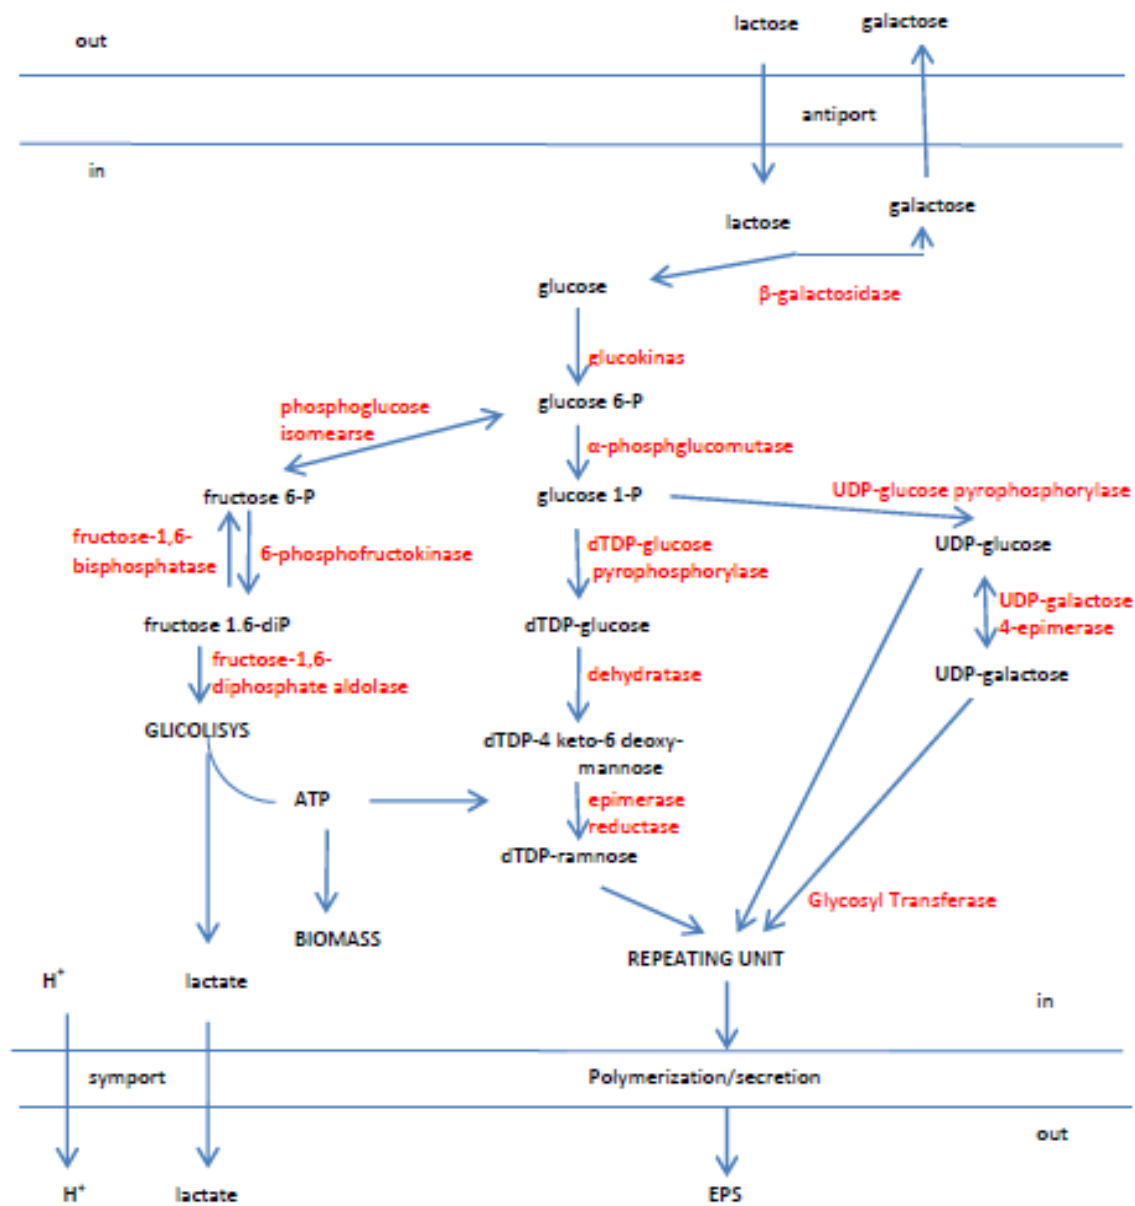 lactose
galactose
out
antiport
in
galactose
lactose
glucose
β-galactosidase
glucokinas
glucose 6-P
phosphoglucose
isomearse
α-phosphglucomutase
fructose 6-P
glucose 1-P
UDP-glucose pyrophosphorylase
fructose-1,6-
bisphosphatase
6-phosphofructokinase
dTDP-glucose
pyrophosphorylase
UDP-glucose
UDP-galactose
4-epimerase
fructose 1.6-diP
dTDP-glucose
fructose-1,6-
diphosphate aldolase
dehydratase
UDP-galactose
GLICOLISYS
dTDP-4 keto-6 deoxy-
mannose
ATP
epimerase
reductase
dTDP-ramnose
Glycosyl Transferase
BIOMASS
REPEATING UNIT
H⁺
lactate
in
symport
Polymerization/secretion
out
H⁺
lactate
EPS